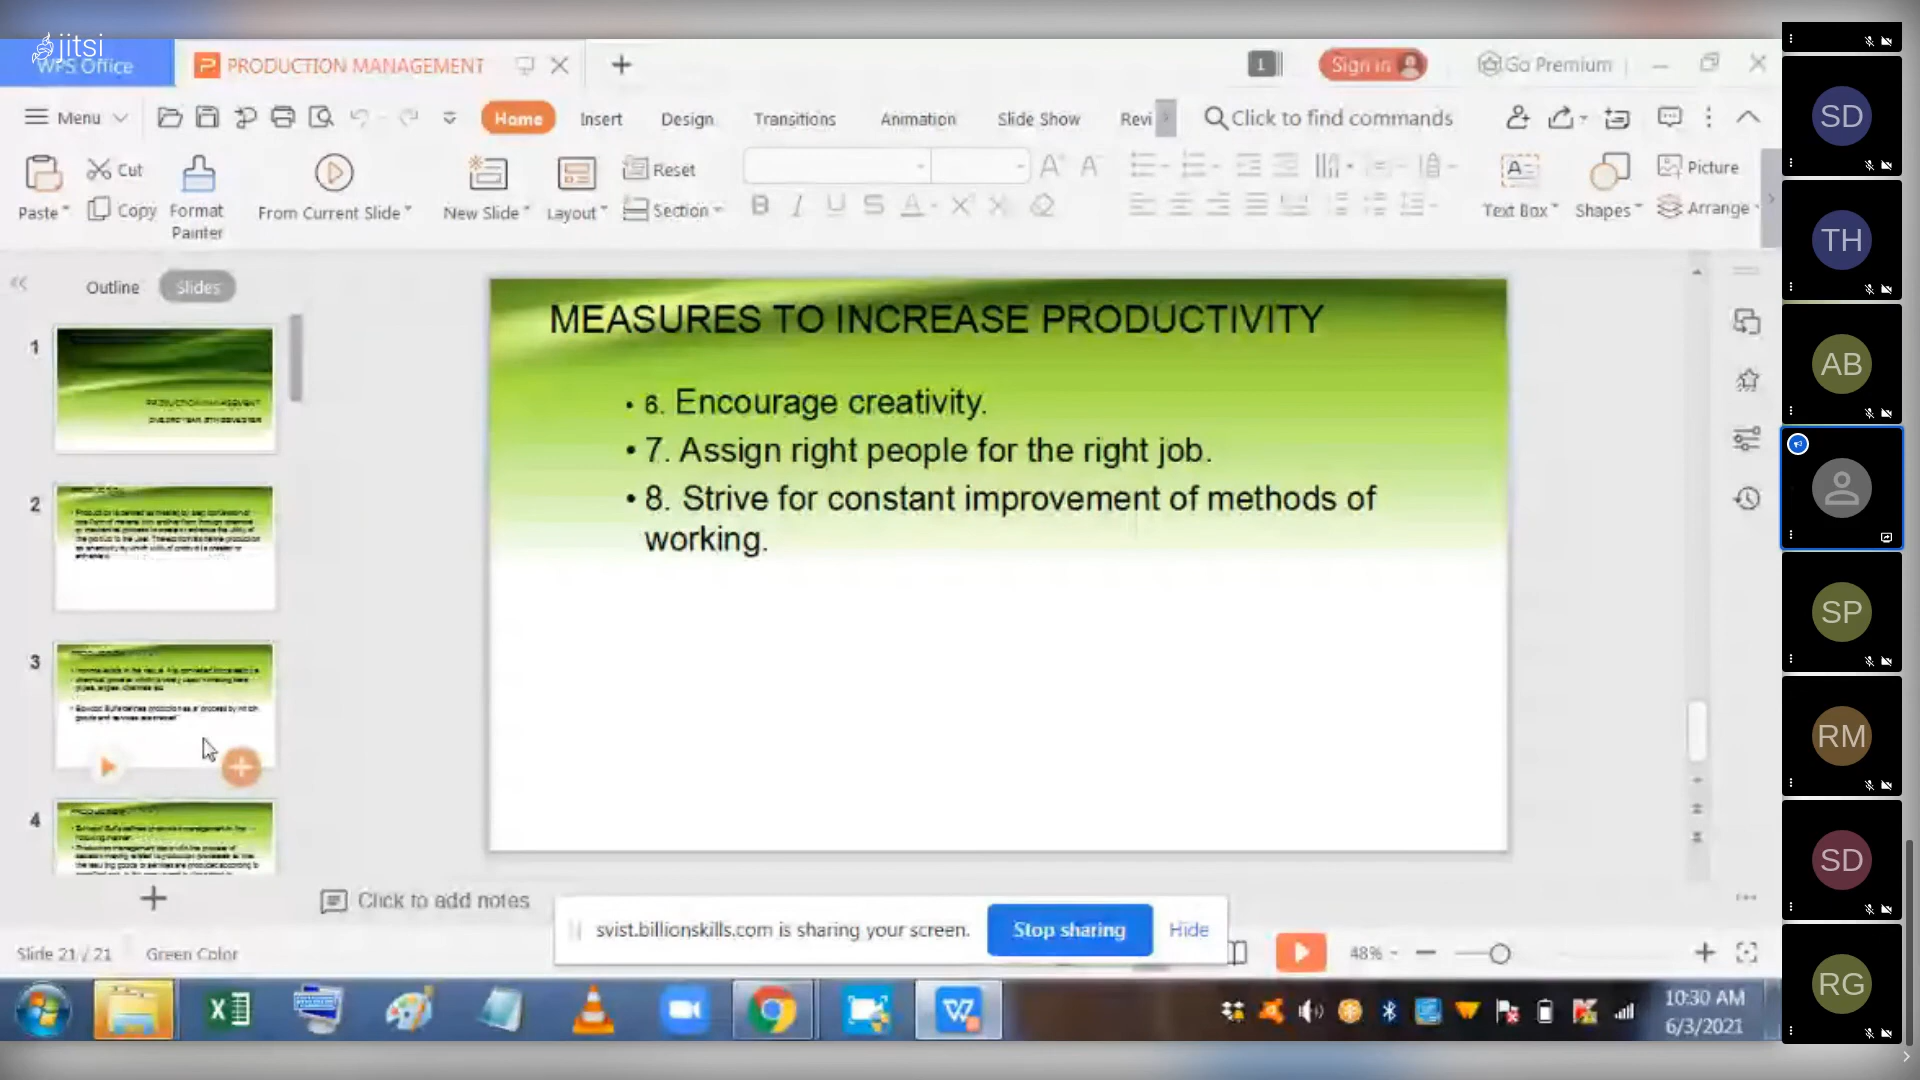 jitsi
WPS Office
PRODUCTION MANAGEMENT
1
Sign in
Go Premium
Menu
Home
Insert
Design
Transitions
Animation
Slide Show
Revi
Click to find commands
Paste
Cut
Copy
Format
Painter
From Current Slide
New Slide
Layout
Reset
Section
Text Box
Shapes
Picture
Arrange
Outline
Slides
1
2
3
4
MEASURES TO INCREASE PRODUCTIVITY
• 6. Encourage creativity.
• 7. Assign right people for the right job.
• 8. Strive for constant improvement of methods of
working.
Click to add notes
svist.billionskills.com is sharing your screen.
Stop sharing
Hide
Slide 21 / 21
Green Color
48%
10:30 AM
6/3/2021
SD
TH
AB
SP
RM
SD
RG